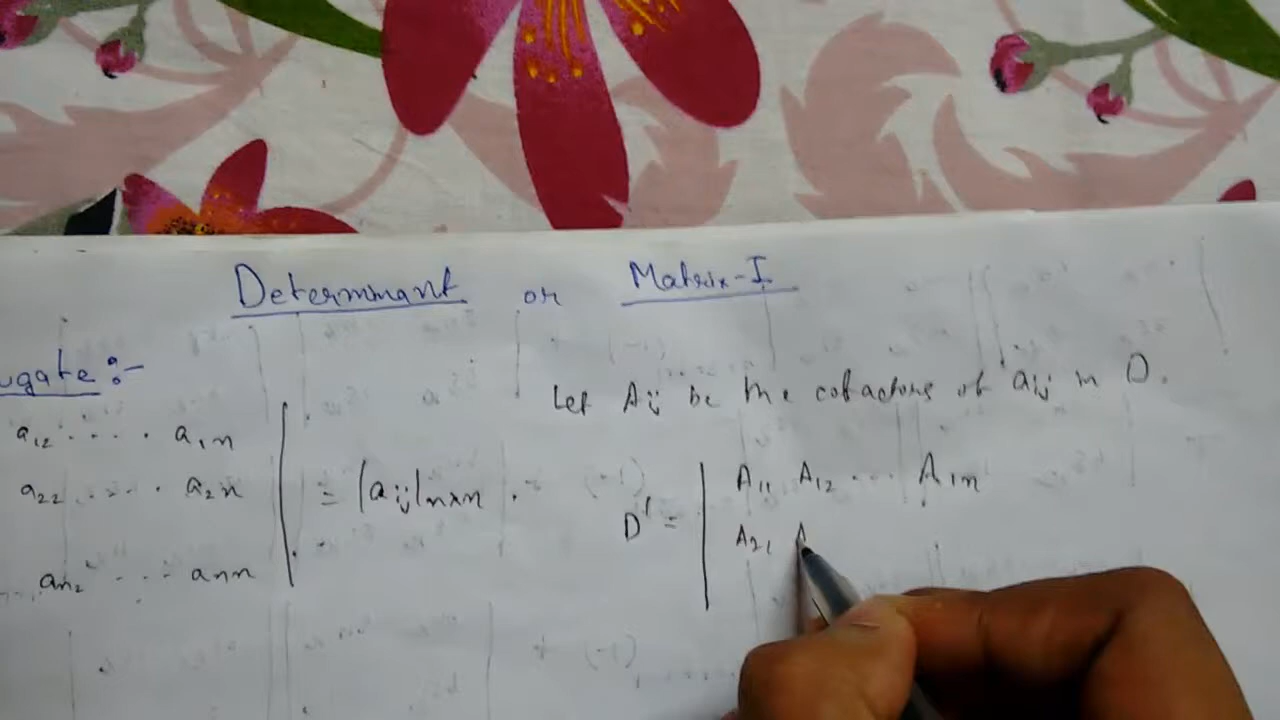 Determinant or Matrix-I
ugate :-
Let Aij be the cofactors of aij in D.
a12 .... a1n
a22 .... a2n = |aij|nxn .
an2 ... ann
D' = A11 A12 ... A1n
A21 A